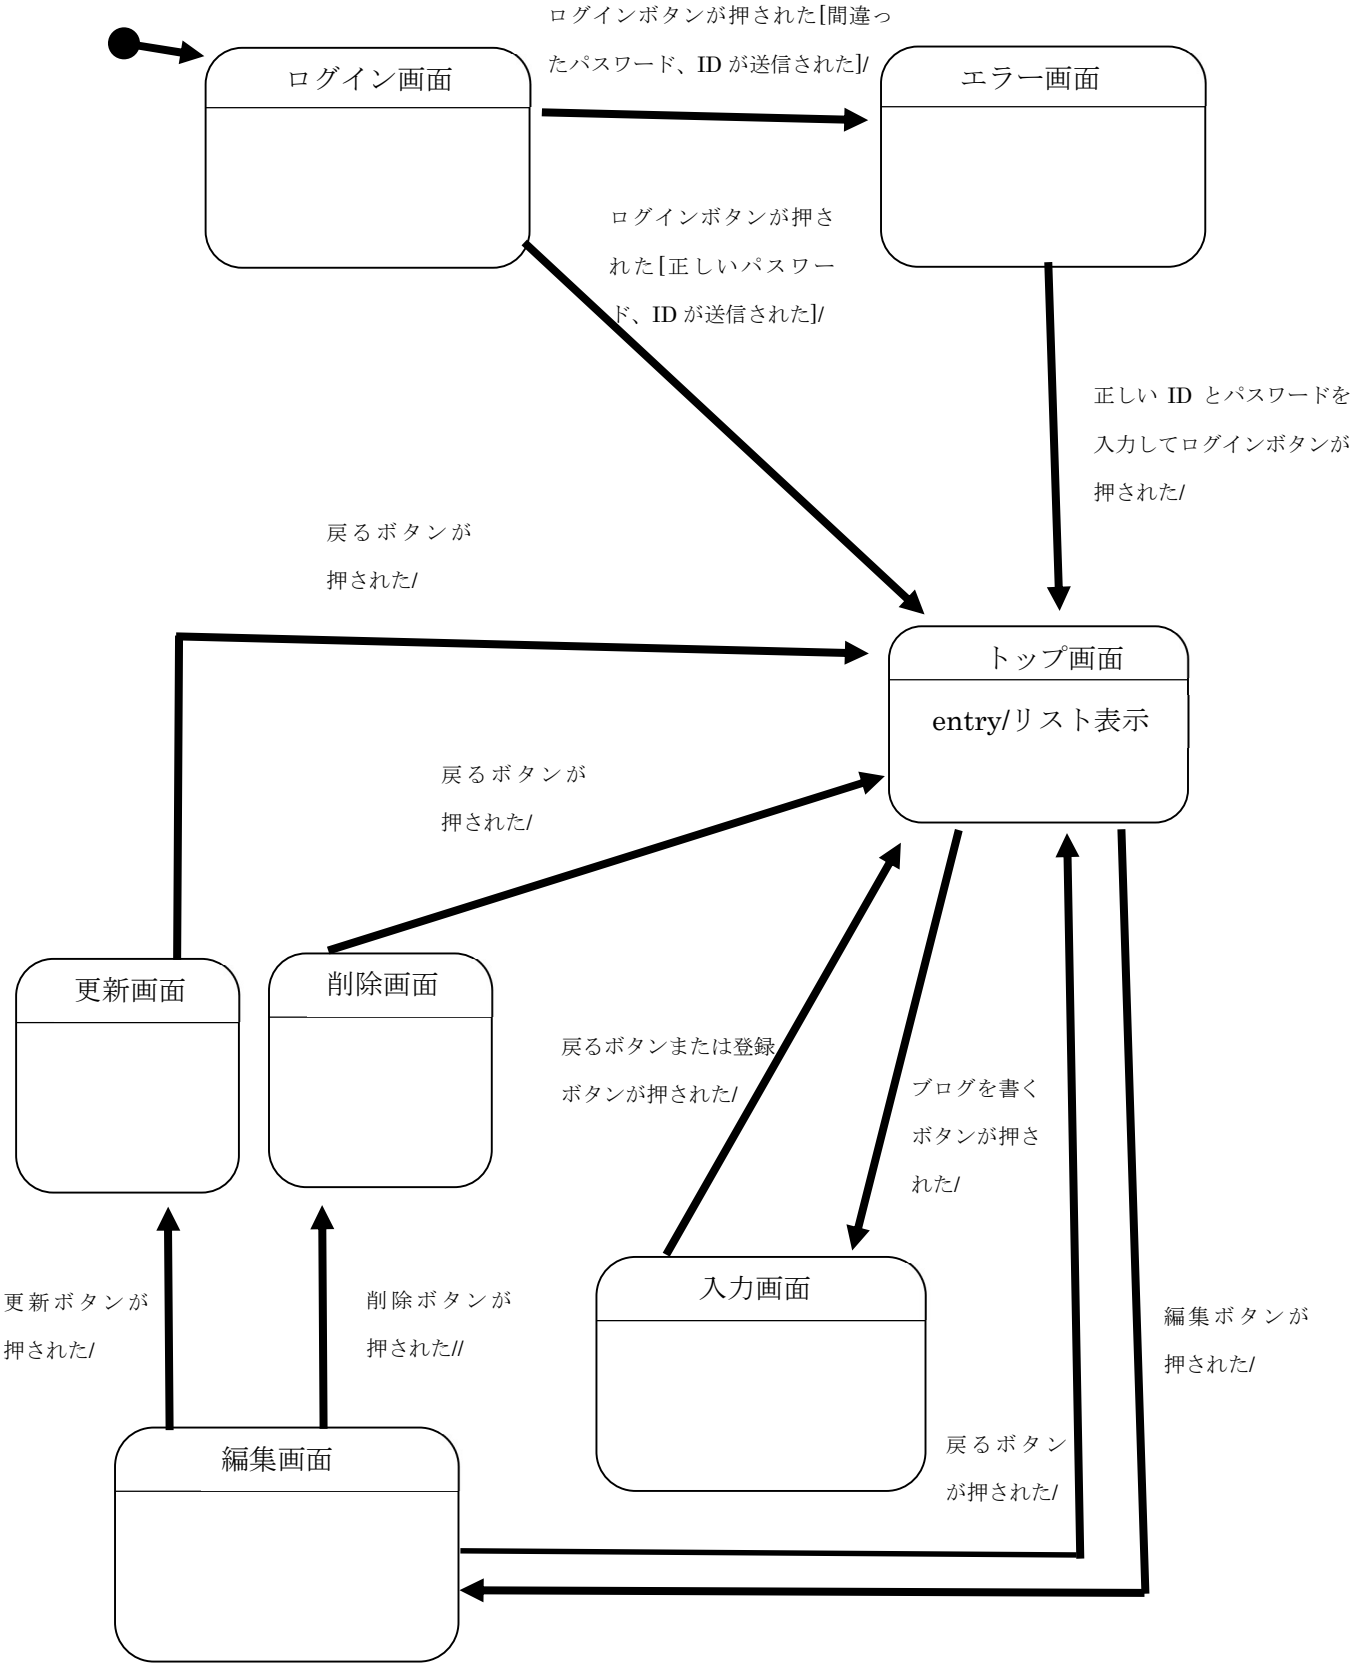 ログインボタンが押された[間違っ
たパスワード、ID が送信された]/
ログイン画面
エラー画面
ログインボタンが押さ
れた[正しいパスワー
ド、ID が送信された]/
正しい ID とパスワードを
入力してログインボタンが
押された/
戻るボタンが
押された/
トップ画面
entry/リスト表示
戻るボタンが
押された/
更新画面
削除画面
戻るボタンまたは登録
ボタンが押された/
ブログを書く
ボタンが押さ
れた/
入力画面
更新ボタンが
押された/
削除ボタンが
押された//
編集ボタンが
押された/
戻るボタン
が押された/
編集画面